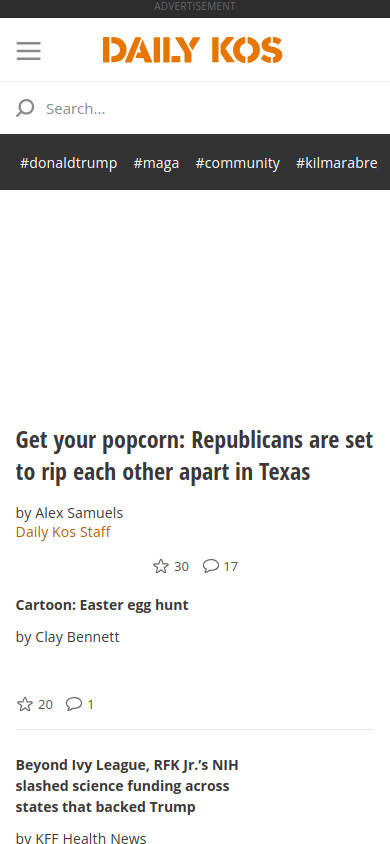 ADVERTISEMENT
DAILY KOS
Search...
#donaldtrump #maga #community #kilmarabre
Get your popcorn: Republicans are set
to rip each other apart in Texas
by Alex Samuels
Daily Kos Staff
30 17
Cartoon: Easter egg hunt
by Clay Bennett
20 1
Beyond Ivy League, RFK Jr.’s NIH
slashed science funding across
states that backed Trump
by KFF Health News